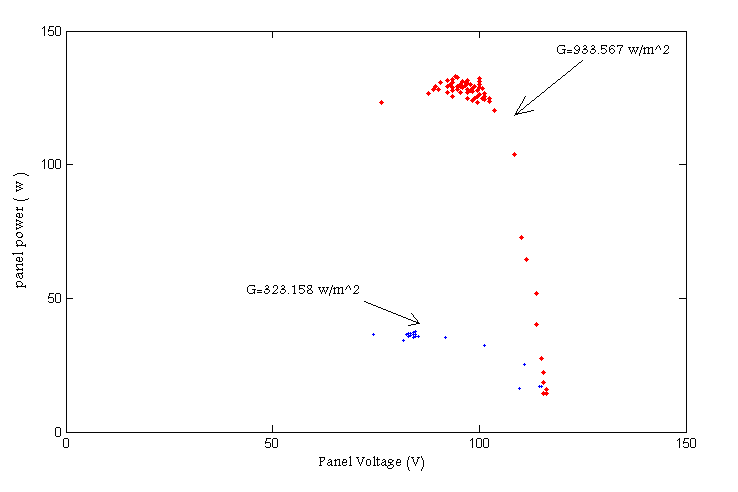 150
G=933.567 w/m^2
100
panel power ( w )
G=323.158 w/m^2
50
0
0 50 100 150
Panel Voltage (V)